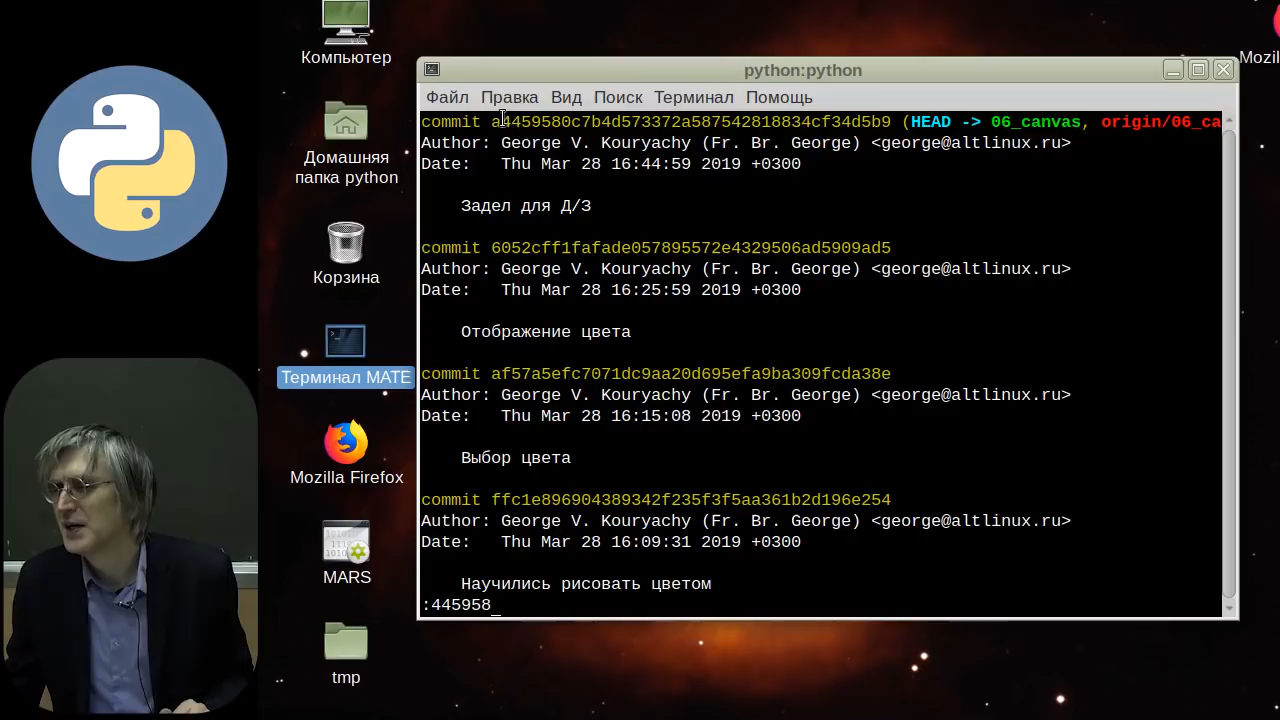 Компьютер
Домашняя
папка python
Корзина
Терминал MATE
Mozilla Firefox
MARS
tmp
Mozil
python:python
Файл Правка Вид Поиск Терминал Помощь
commit a4459580c7b4d573372a587542818834cf34d5b9 (HEAD -> 06_canvas, origin/06_ca
Author: George V. Kouryachy (Fr. Br. George) <george@altlinux.ru>
Date: Thu Mar 28 16:44:59 2019 +0300
Задел для Д/З
commit 6052cff1fafade057895572e4329506ad5909ad5
Author: George V. Kouryachy (Fr. Br. George) <george@altlinux.ru>
Date: Thu Mar 28 16:25:59 2019 +0300
Отображение цвета
commit af57a5efc7071dc9aa20d695efa9ba309fcda38e
Author: George V. Kouryachy (Fr. Br. George) <george@altlinux.ru>
Date: Thu Mar 28 16:15:08 2019 +0300
Выбор цвета
commit ffc1e896904389342f235f3f5aa361b2d196e254
Author: George V. Kouryachy (Fr. Br. George) <george@altlinux.ru>
Date: Thu Mar 28 16:09:31 2019 +0300
Научились рисовать цветом
:445958_